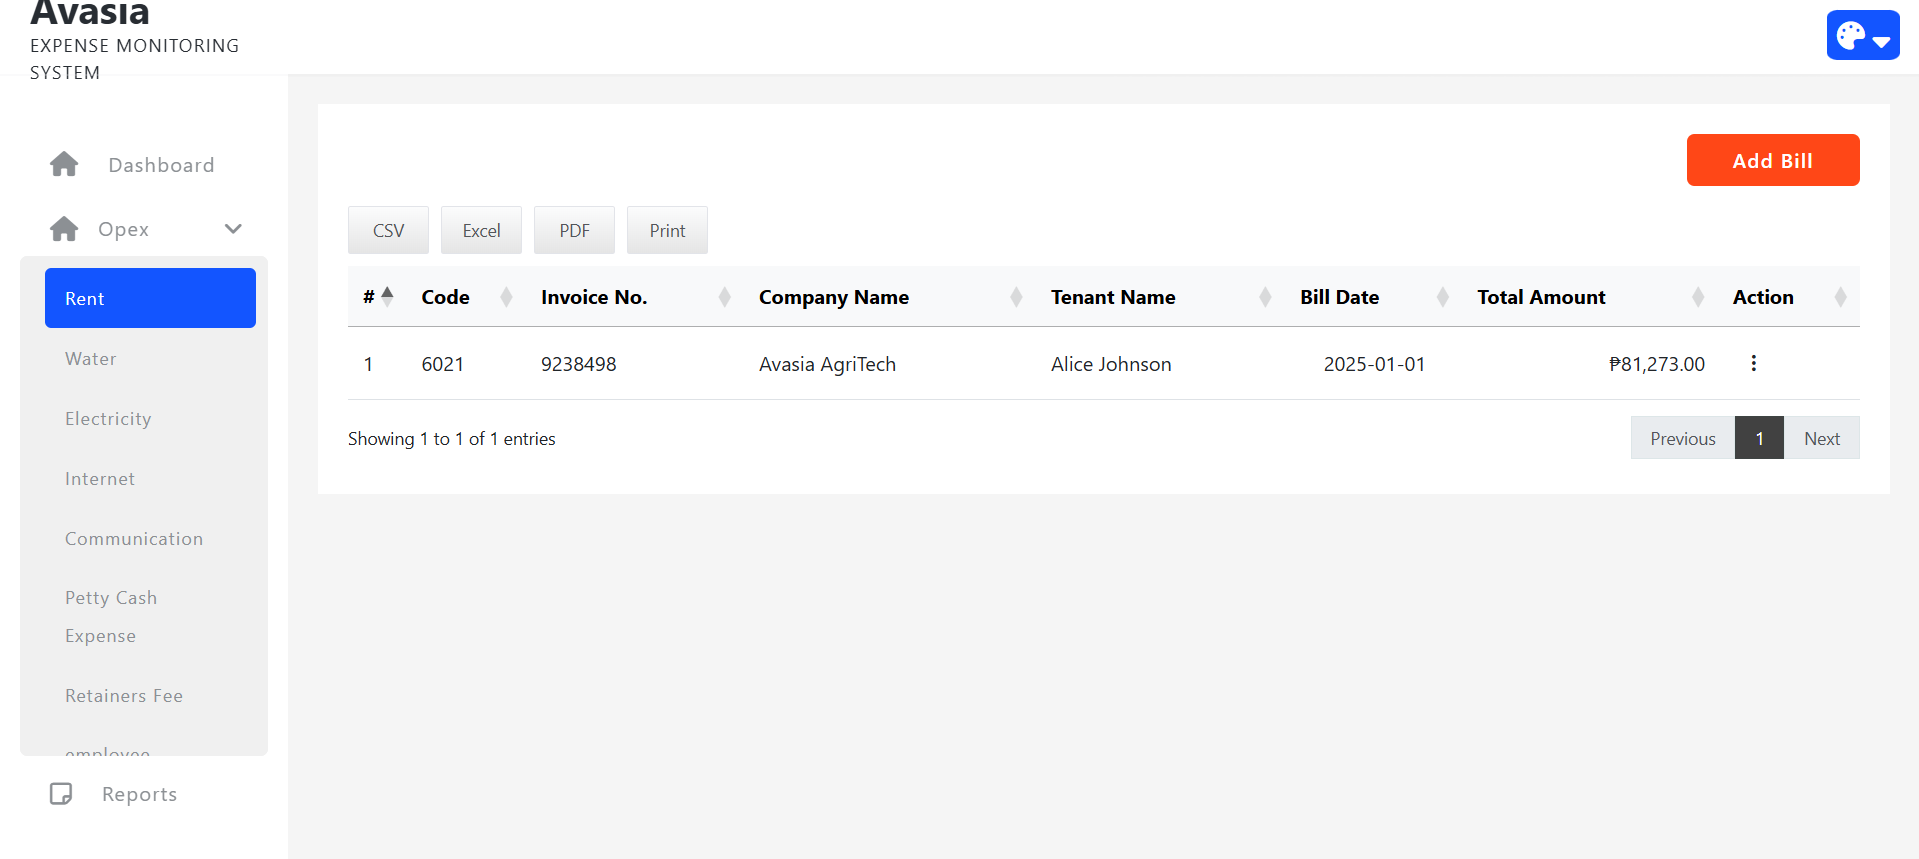 Avasia
EXPENSE MONITORING
SYSTEM
Dashboard
Opex
Rent
Water
Electricity
Internet
Communication
Petty Cash
Expense
Retainers Fee
employee
Reports
Add Bill
CSV Excel PDF Print
# Code Invoice No. Company Name Tenant Name Bill Date Total Amount Action
1 6021 9238498 Avasia AgriTech Alice Johnson 2025-01-01 ₱81,273.00
Showing 1 to 1 of 1 entries
Previous 1 Next